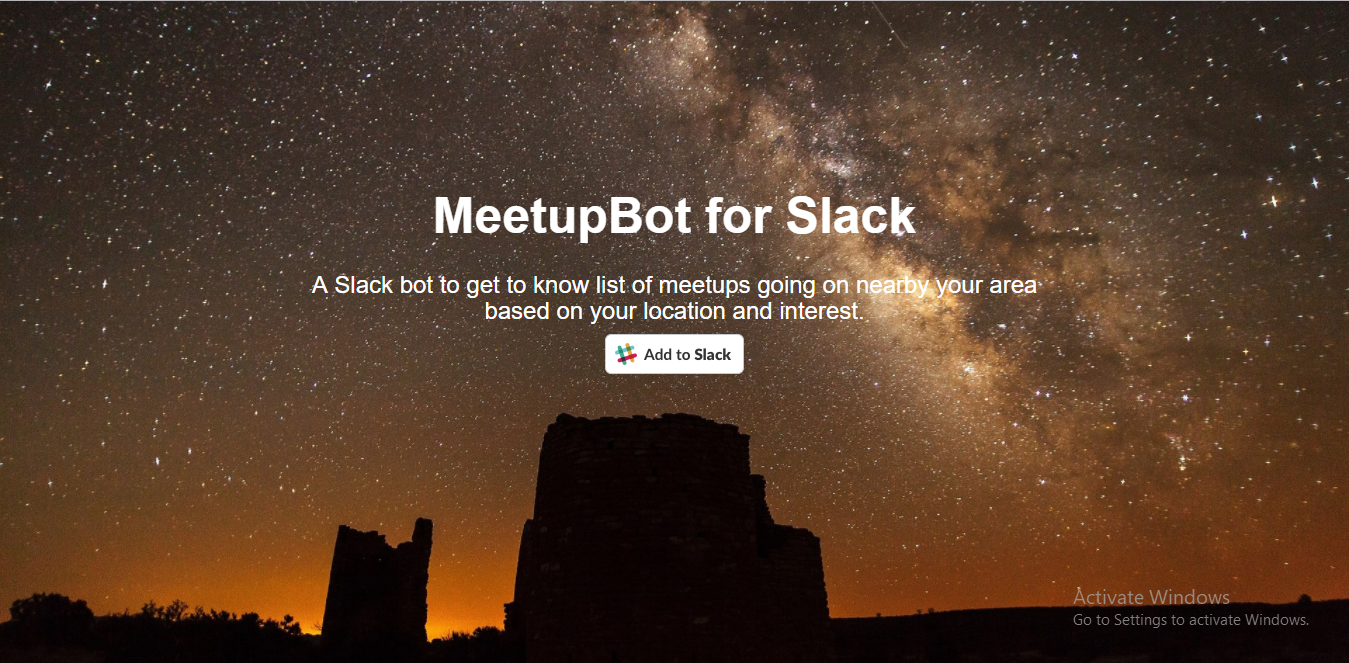 MeetupBot for Slack
A Slack bot to get to know list of meetups going on nearby your area
based on your location and interest.
Add to Slack
Activate Windows
Go to Settings to activate Windows.